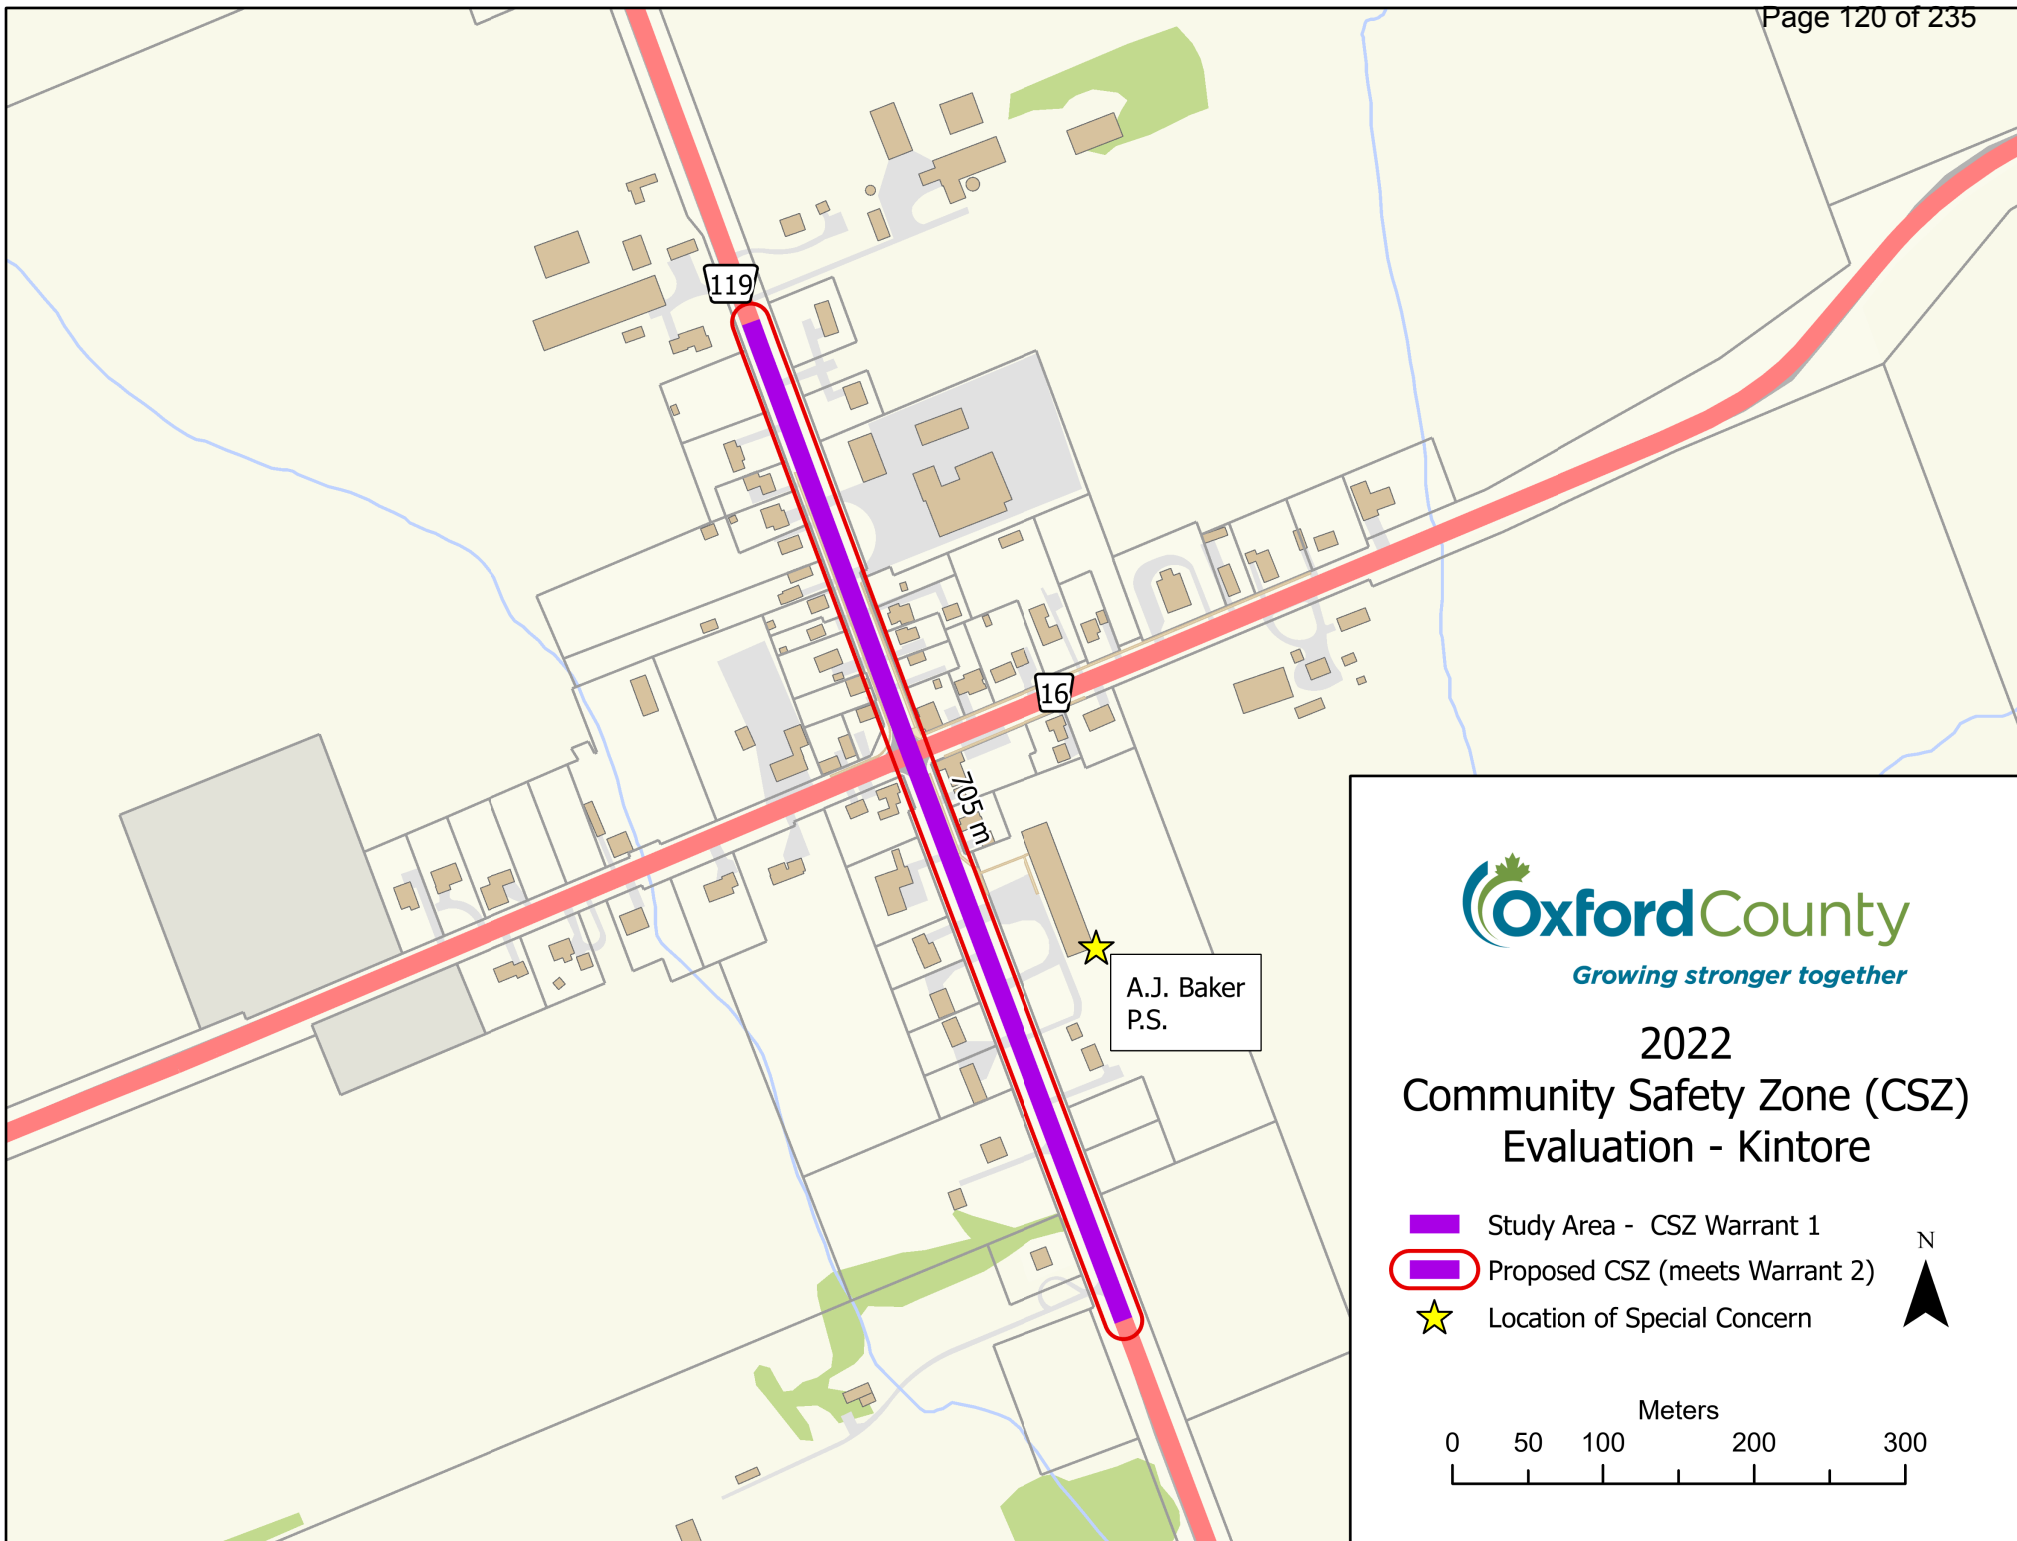 Page 120 of 235
119
16
705 m
A.J. Baker
P.S.
Oxford County
Growing stronger together
2022
Community Safety Zone (CSZ)
Evaluation - Kintore
Study Area - CSZ Warrant 1
Proposed CSZ (meets Warrant 2)
Location of Special Concern
N
Meters
0 50 100 200 300